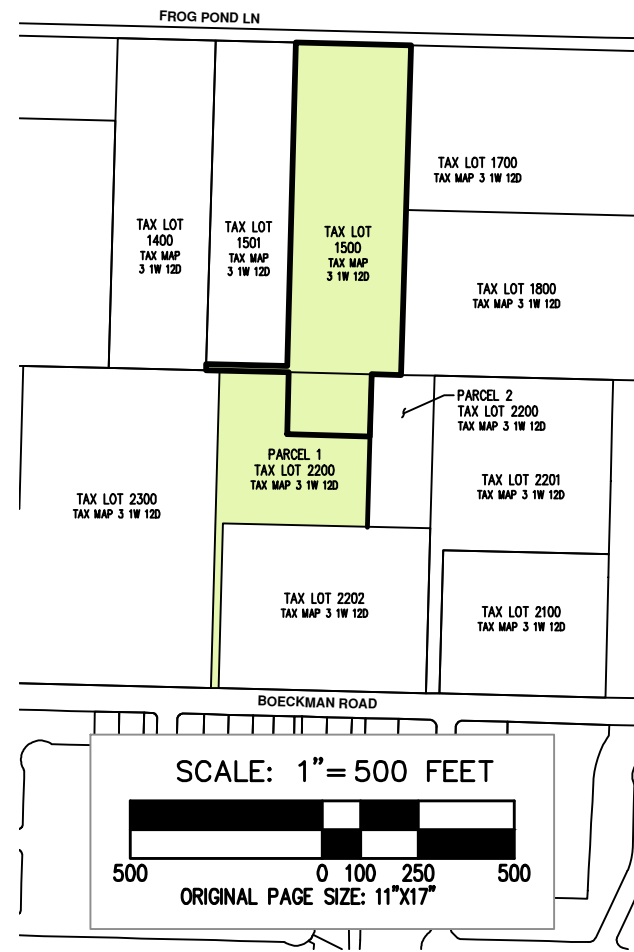 FROG POND LN
TAX LOT 1700
TAX MAP 3 1W 12D
TAX LOT
1400
TAX MAP
3 1W 12D
TAX LOT
1501
TAX MAP
3 1W 12D
TAX LOT
1500
TAX MAP
3 1W 12D
TAX LOT 1800
TAX MAP 3 1W 12D
PARCEL 2
TAX LOT 2200
TAX MAP 3 1W 12D
PARCEL 1
TAX LOT 2200
TAX MAP 3 1W 12D
TAX LOT 2300
TAX MAP 3 1W 12D
TAX LOT 2201
TAX MAP 3 1W 12D
TAX LOT 2202
TAX MAP 3 1W 12D
TAX LOT 2100
TAX MAP 3 1W 12D
BOECKMAN ROAD
SCALE: 1"= 500 FEET
500 0 100 250 500
ORIGINAL PAGE SIZE: 11"X17"